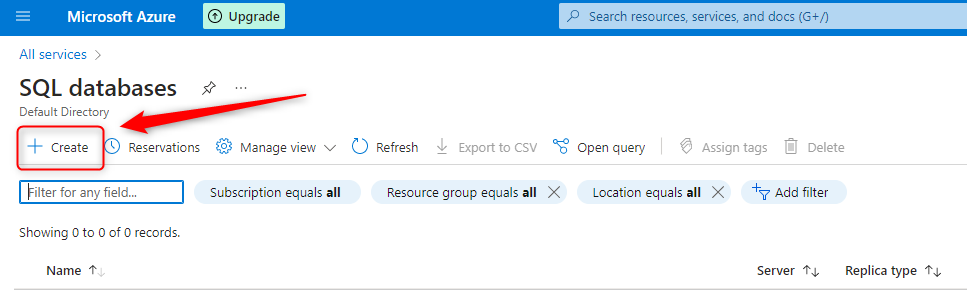 Microsoft Azure Upgrade Search resources, services, and docs (G+/)
All services
SQL databases
Default Directory
Create Reservations Manage view Refresh Export to CSV Open query Assign tags Delete
Filter for any field... Subscription equals all Resource group equals all Location equals all Add filter
Showing 0 to 0 of 0 records.
Name Server Replica type